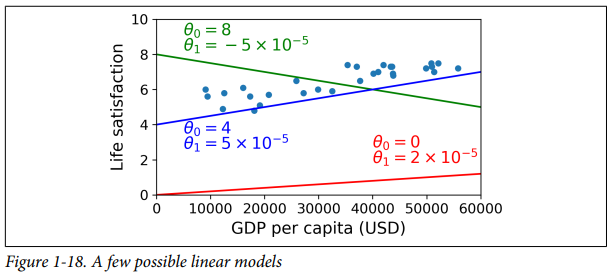 10
8
6
4
2
0
0 10000 20000 30000 40000 50000 60000
Life satisfaction
GDP per capita (USD)
θ₀ = 8
θ₁ = − 5 × 10⁻⁵
θ₀ = 4
θ₁ = 5 × 10⁻⁵
θ₀ = 0
θ₁ = 2 × 10⁻⁵
Figure 1-18. A few possible linear models